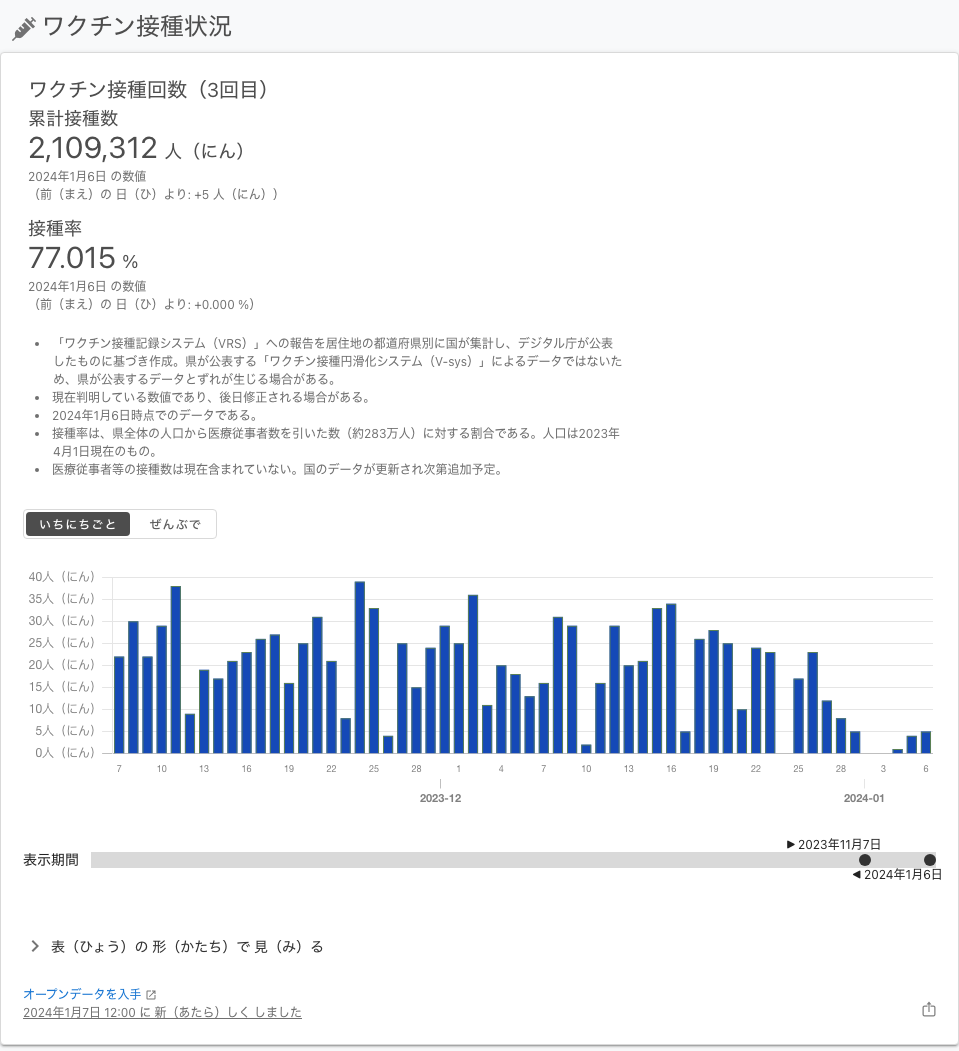 ワクチン接種状況
ワクチン接種回数（3回目）
累計接種数
2,109,312 人（にん）
2024年1月6日 の数値
（前（まえ）の 日（ひ）より: +5 人（にん））
接種率
77.015 %
2024年1月6日 の数値
（前（まえ）の 日（ひ）より: +0.000 %）
• 「ワクチン接種記録システム（VRS）」への報告を居住地の都道府県別に国が集計し、デジタル庁が公表
したものに基づき作成。県が公表する「ワクチン接種円滑化システム（V-sys）」によるデータではないた
め、県が公表するデータとずれが生じる場合がある。
• 現在判明している数値であり、後日修正される場合がある。
• 2024年1月6日時点でのデータである。
• 接種率は、県全体の人口から医療従事者数を引いた数（約283万人）に対する割合である。人口は2023年
4月1日現在のもの。
• 医療従事者等の接種数は現在含まれていない。国のデータが更新され次第追加予定。
いちにちごと ぜんぶで
40人（にん）
35人（にん）
30人（にん）
25人（にん）
20人（にん）
15人（にん）
10人（にん）
5人（にん）
0人（にん）
7 10 13 16 19 22 25 28 1 4 7 10 13 16 19 22 25 28 3 6
2023-12 2024-01
▶ 2023年11月7日
表示期間
◀ 2024年1月6日
表（ひょう）の 形（かたち）で 見（み）る
オープンデータを入手
2024年1月7日 12:00 に 新（あたら）しく しました